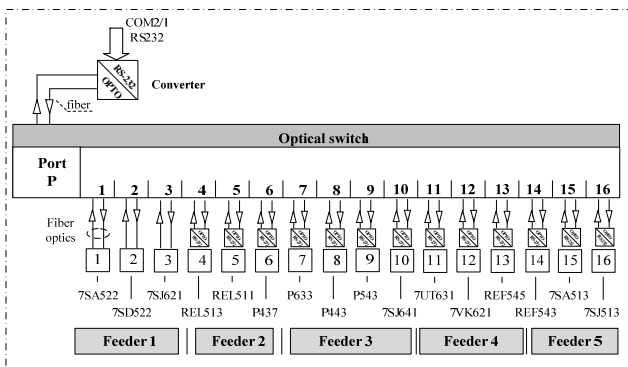 COM2/1
RS232
RS-232
OPTO
Converter
fiber
Optical switch
Port
P
1 2 3 4 5 6 7 8 9 10 11 12 13 14 15 16
Fiber
optics
1 2 3 4 5 6 7 8 9 10 11 12 13 14 15 16
7SA522 7SJ621 REL511 P633 P543 7UT631 REF545 7SA513
7SD522 REL513 P437 P443 7SJ641 7VK621 REF543 7SJ513
Feeder 1 Feeder 2 Feeder 3 Feeder 4 Feeder 5